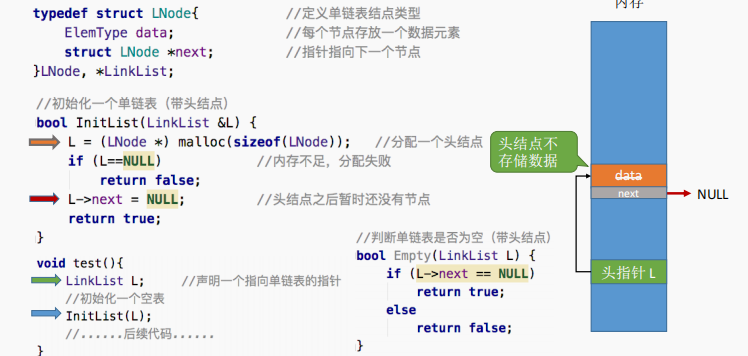 内存
typedef struct LNode{ //定义单链表结点类型
ElemType data; //每个节点存放一个数据元素
struct LNode *next; //指针指向下一个节点
}LNode, *LinkList;
//初始化一个单链表（带头结点）
bool InitList(LinkList &L) {
L = (LNode *) malloc(sizeof(LNode)); //分配一个头结点
if (L==NULL) //内存不足，分配失败
return false;
L->next = NULL; //头结点之后暂时还没有节点
return true;
}
头结点不
存储数据
data
next
NULL
头指针 L
void test(){
LinkList L; //声明一个指向单链表的指针
//初始化一个空表
InitList(L);
//......后续代码......
}
//判断单链表是否为空（带头结点）
bool Empty(LinkList L) {
if (L->next == NULL)
return true;
else
return false;
}